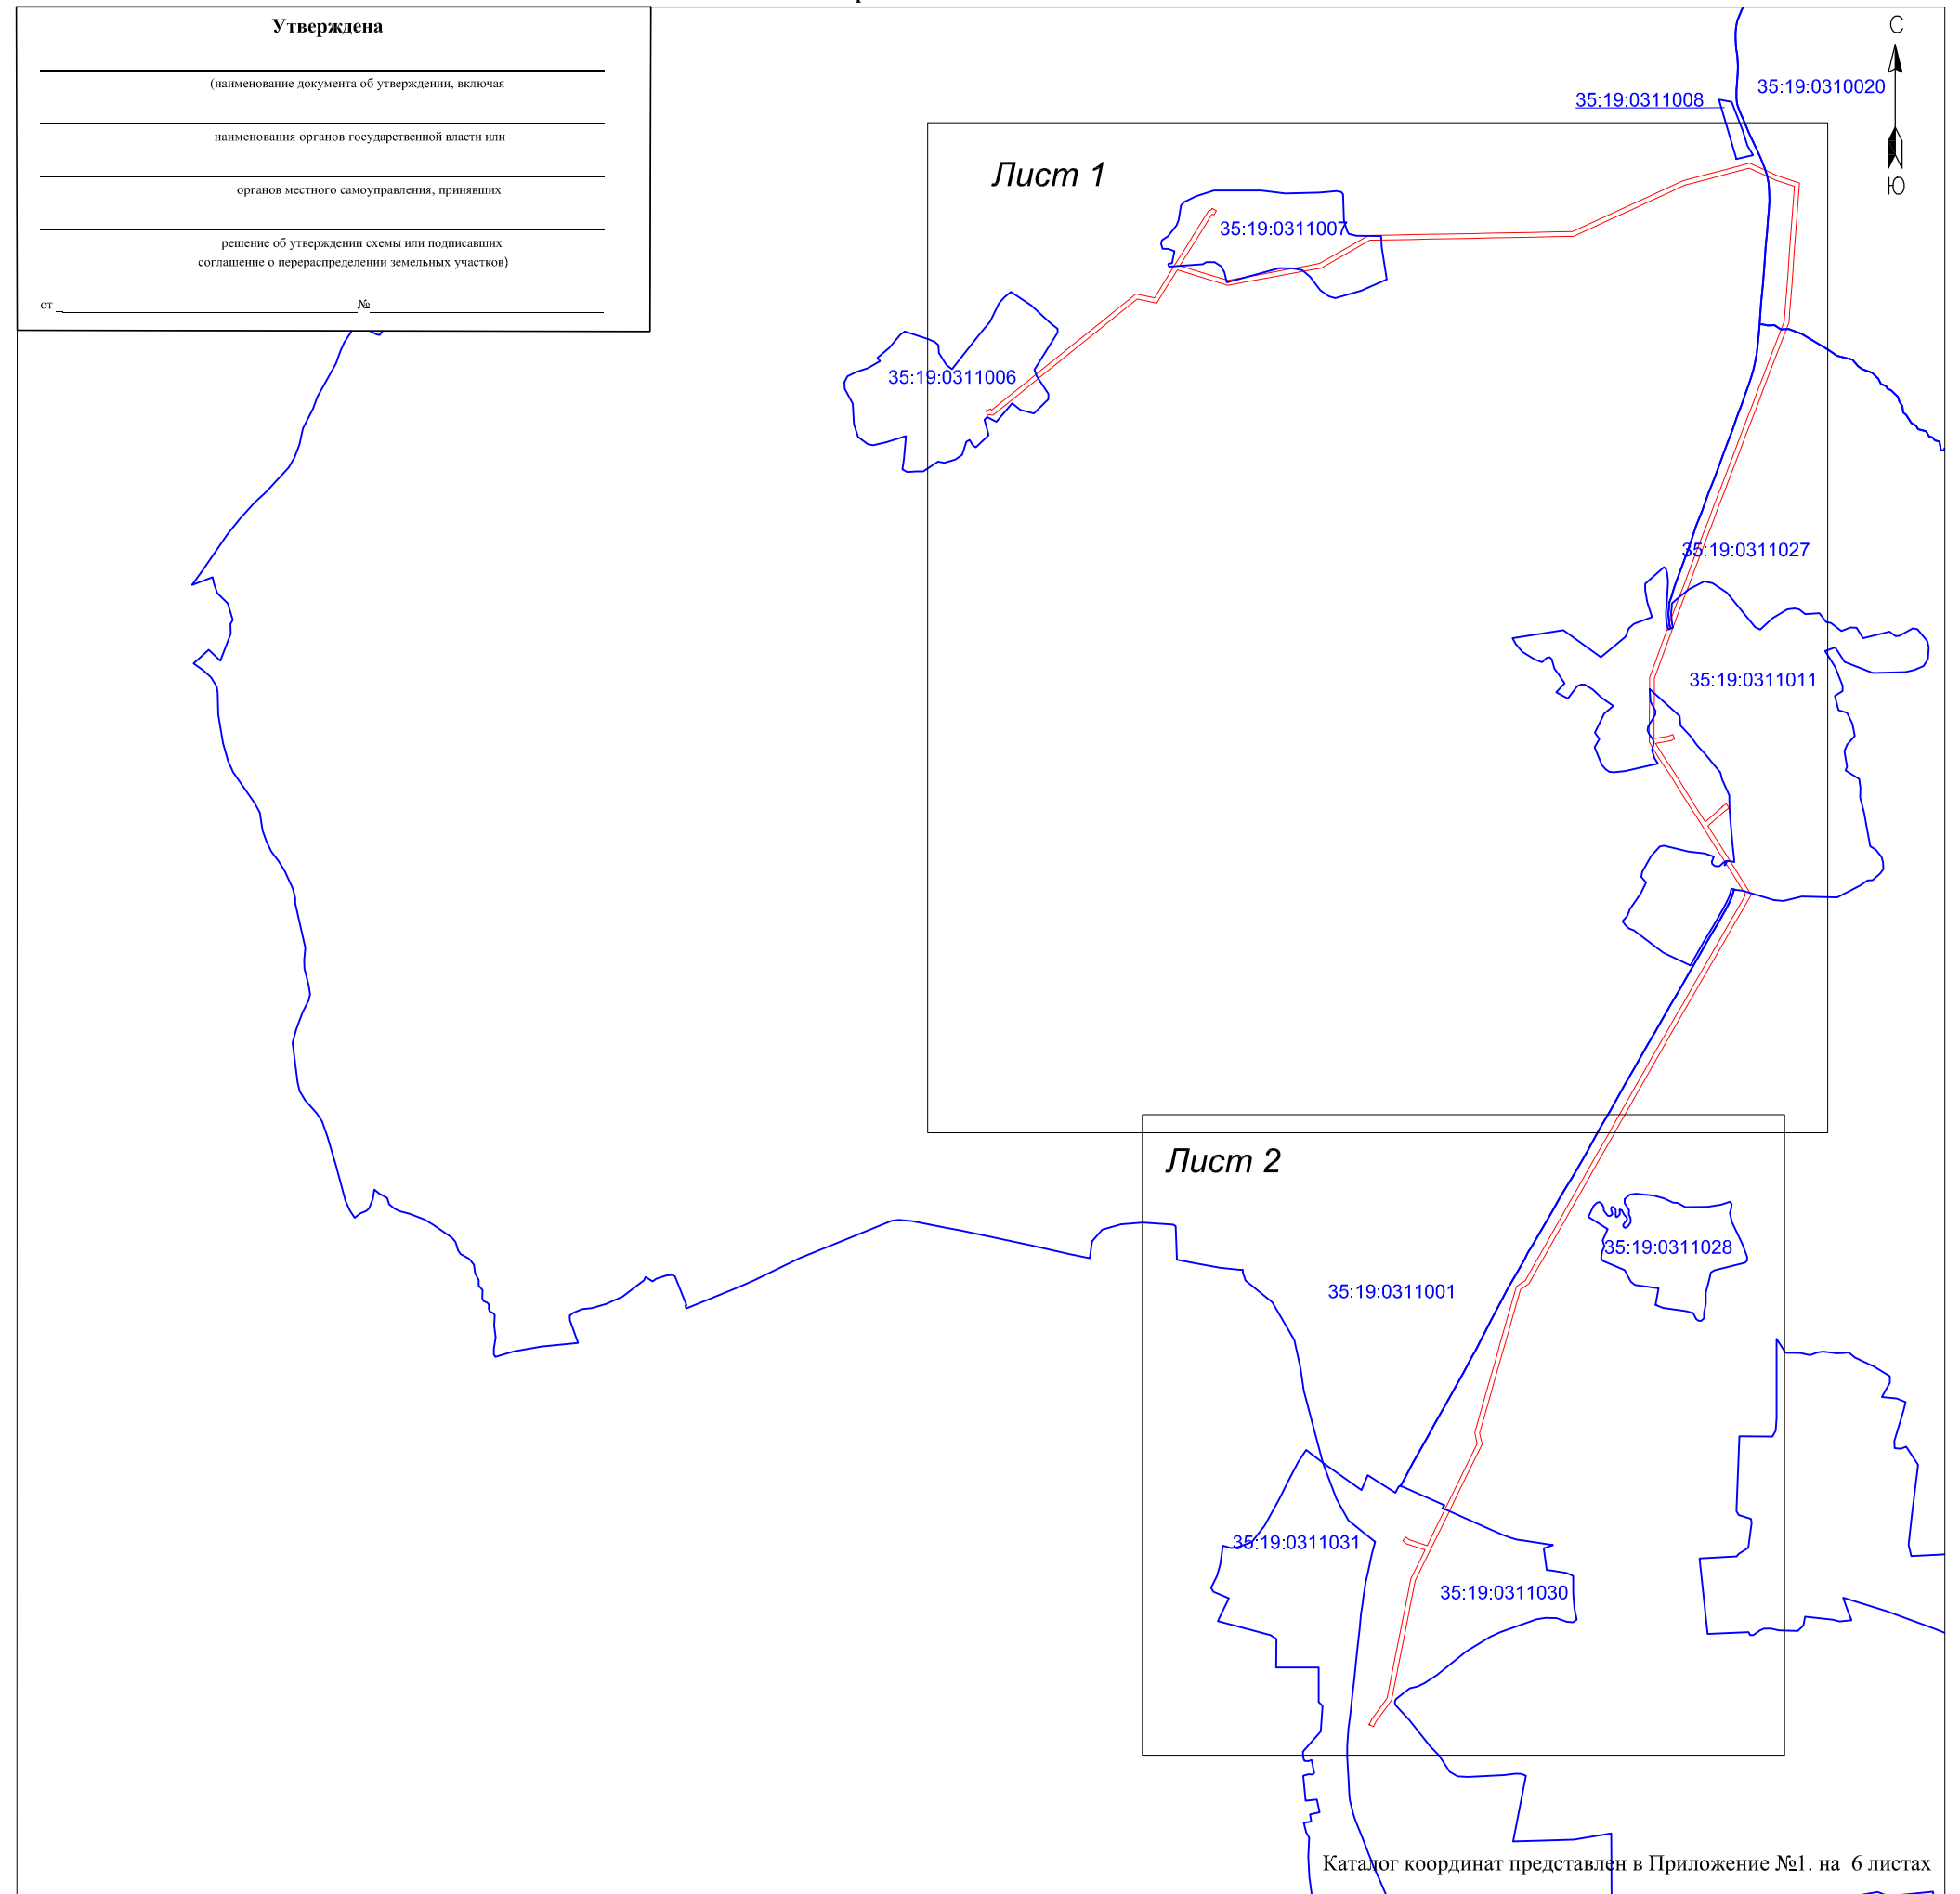 Утверждена
(наименование документа об утверждении, включая
наименования органов государственной власти или
органов местного самоуправления, принявших
решение об утверждении схемы или подписавших
соглашение о перераспределении земельных участков)
от _ №
С
35:19:0310020
35:19:0311008
Ю
Лист 1
35:19:0311007
35:19:0311006
35:19:0311027
35:19:0311011
Лист 2
35:19:0311028
35:19:0311001
35:19:0311031
35:19:0311030
Каталог координат представлен в Приложение №1. на 6 листах